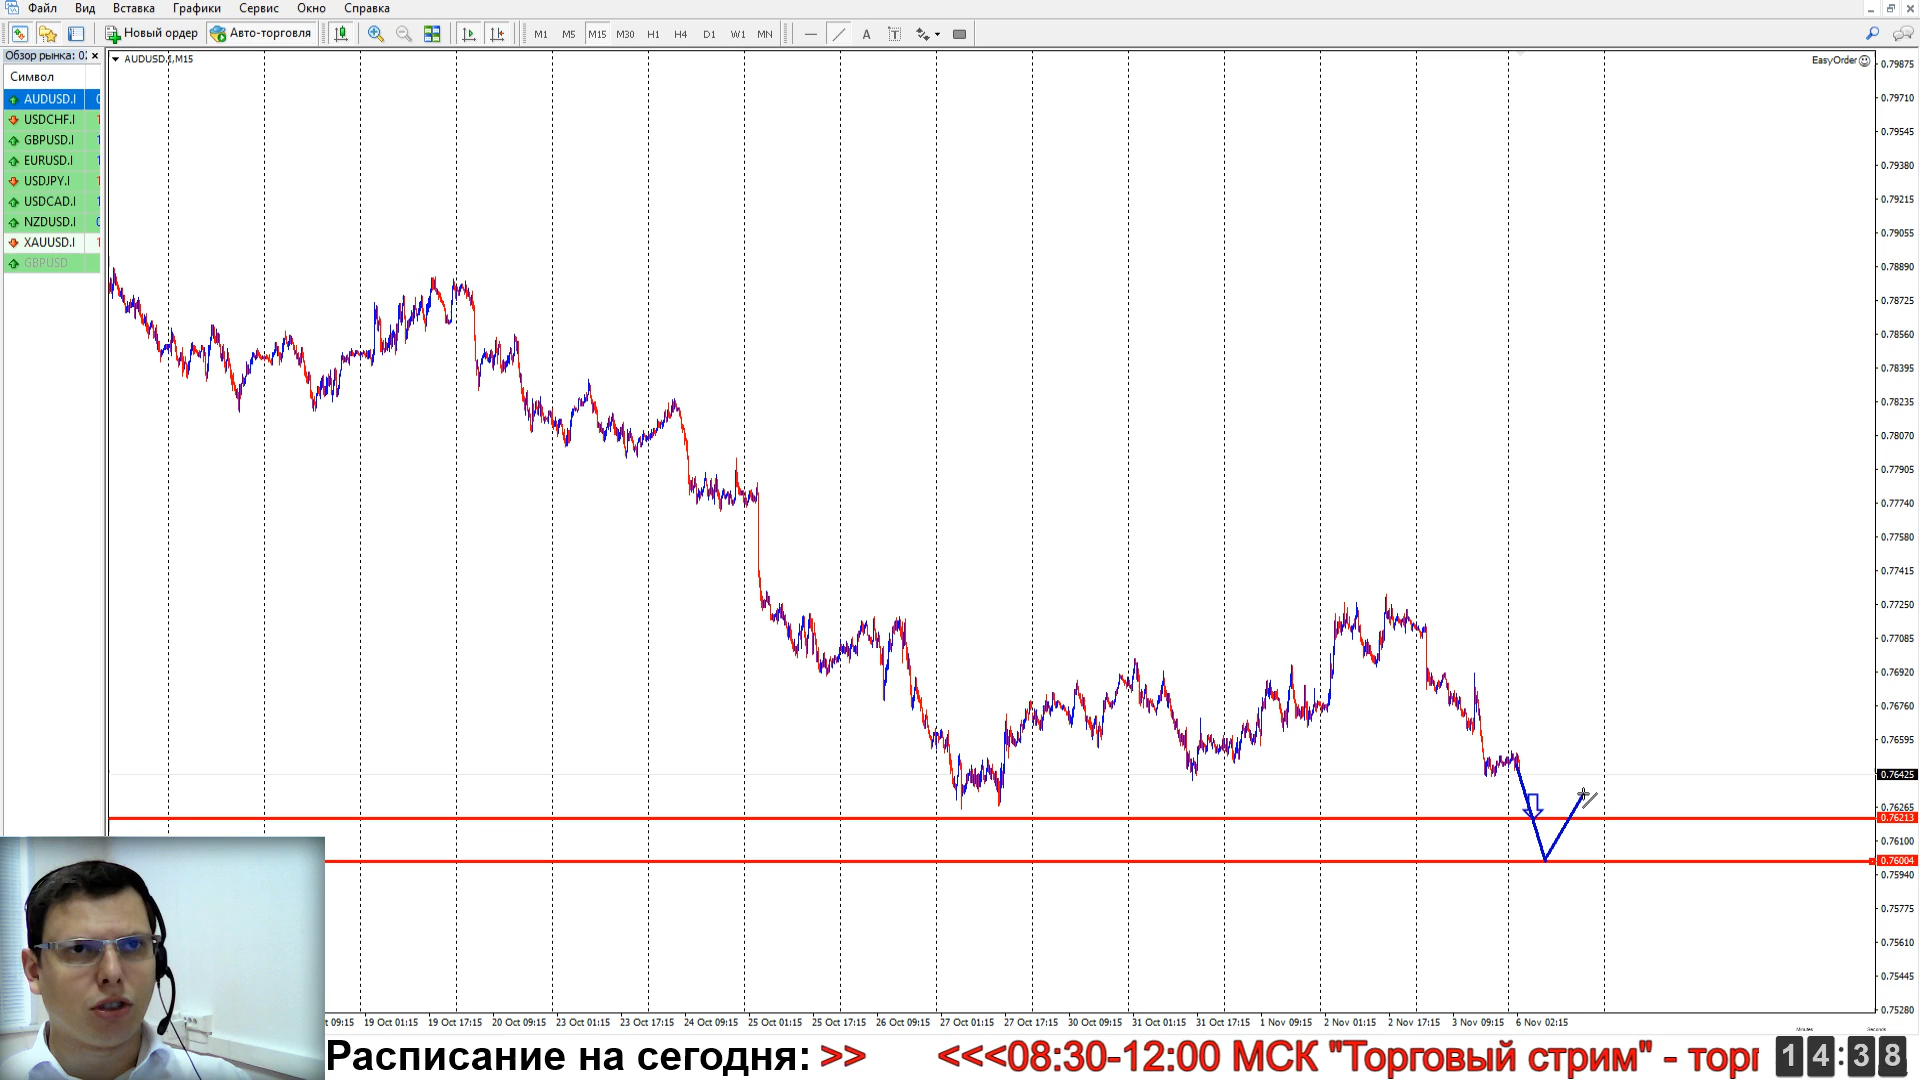 Файл Вид Вставка Графики Сервис Окно Справка
Новый ордер Авто-торговля M1 M5 M15 M30 H1 H4 D1 W1 MN A T
Обзор рынка: 02
Символ
AUDUSD.I
USDCHF.I
GBPUSD.I
EURUSD.I
USDJPY.I
USDCAD.I
NZDUSD.I
XAUUSD.I
GBPUSD
AUDUSD.I,M15
EasyOrder
0.79875
0.79710
0.79545
0.79380
0.79215
0.79055
0.78890
0.78725
0.78560
0.78395
0.78235
0.78070
0.77905
0.77740
0.77580
0.77415
0.77250
0.77085
0.76920
0.76760
0.76595
0.76425
0.76265
0.76213
0.76100
0.76004
0.75940
0.75775
0.75610
0.75445
0.75280
09:15 19 Oct 01:15 19 Oct 17:15 20 Oct 09:15 23 Oct 01:15 23 Oct 17:15 24 Oct 09:15 25 Oct 01:15 25 Oct 17:15 26 Oct 09:15 27 Oct 01:15 27 Oct 17:15 30 Oct 09:15 31 Oct 01:15 31 Oct 17:15 1 Nov 09:15 2 Nov 01:15 2 Nov 17:15 3 Nov 09:15 6 Nov 02:15
Расписание на сегодня: >> <<<08:30-12:00 МСК "Торговый стрим" - торг
Minutes Seconds
14:38